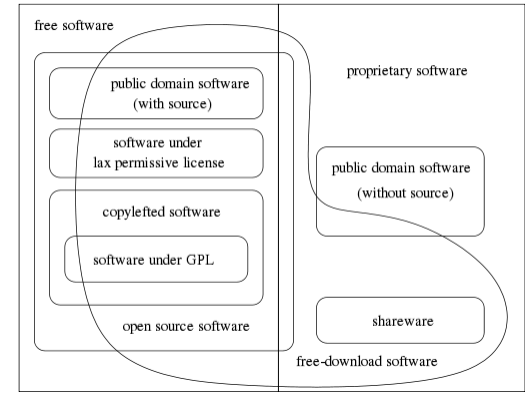 free software
proprietary software
public domain software
(with source)
software under
lax permissive license
public domain software
(without source)
copylefted software
software under GPL
shareware
open source software
free-download software